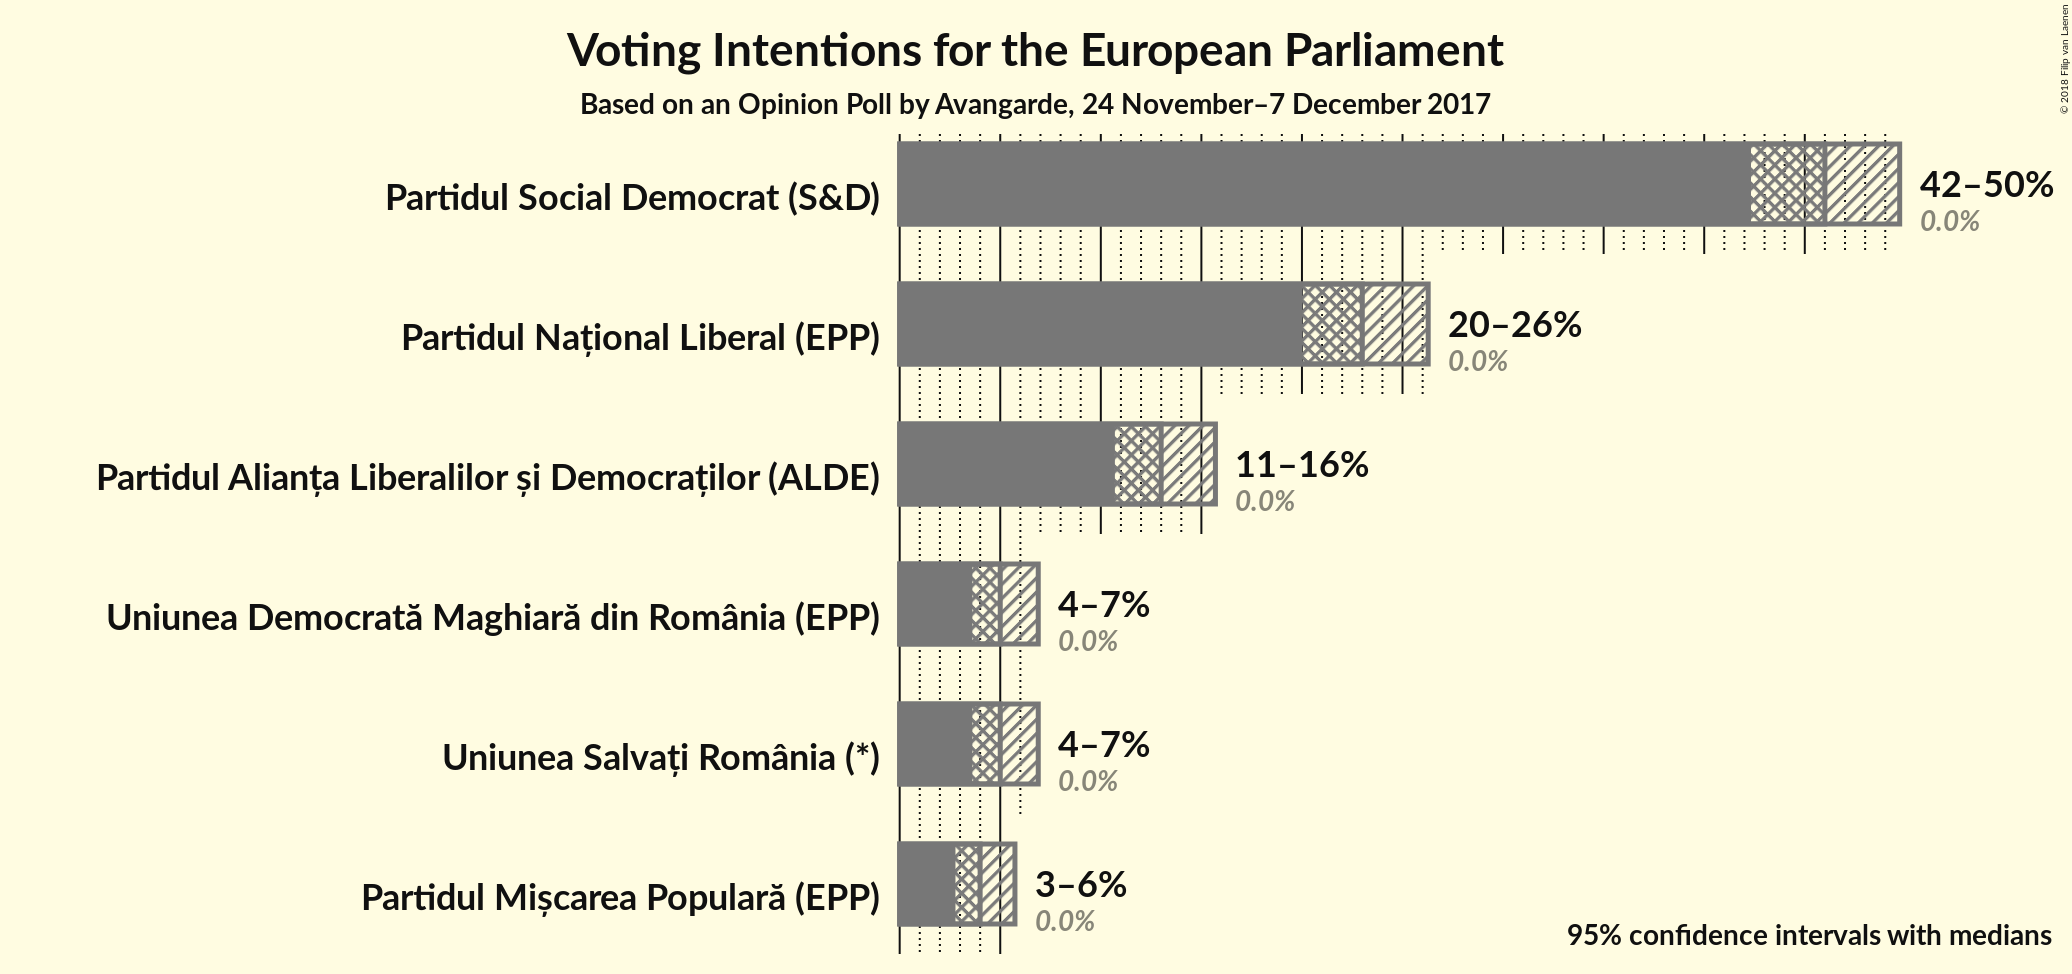 Voting Intentions for the European Parliament
Based on an Opinion Poll by Avangarde, 24 November–7 December 2017
© 2018 Filip van Laenen
Partidul Social Democrat (S&D)
42–50%
0.0%
Partidul Național Liberal (EPP)
20–26%
0.0%
Partidul Alianța Liberalilor și Democraților (ALDE)
11–16%
0.0%
Uniunea Democrată Maghiară din România (EPP)
4–7%
0.0%
Uniunea Salvați România (*)
4–7%
0.0%
Partidul Mișcarea Populară (EPP)
3–6%
0.0%
95% confidence intervals with medians